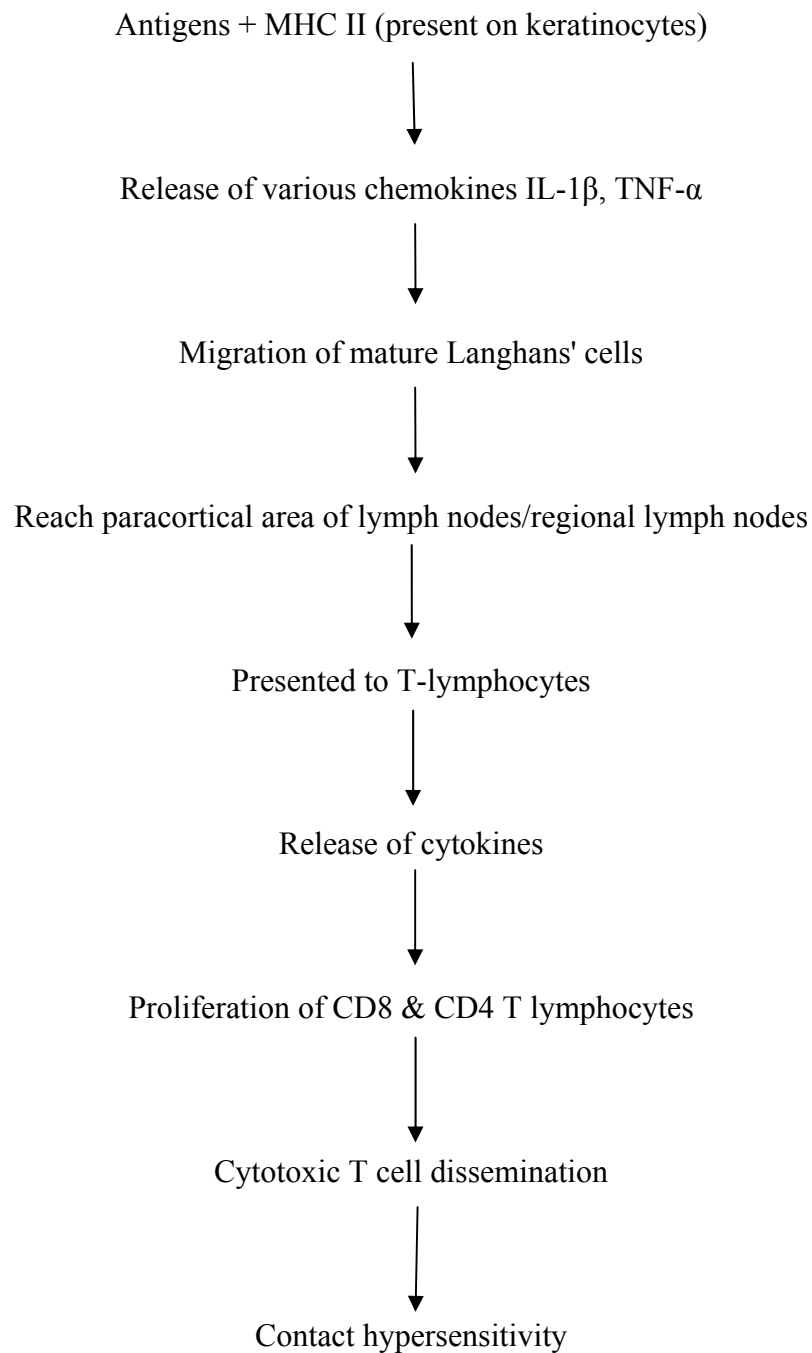 Antigens + MHC II (present on keratinocytes)
Release of various chemokines IL-1β, TNF-α
Migration of mature Langhans' cells
Reach paracortical area of lymph nodes/regional lymph nodes
Presented to T-lymphocytes
Release of cytokines
Proliferation of CD8 & CD4 T lymphocytes
Cytotoxic T cell dissemination
Contact hypersensitivity